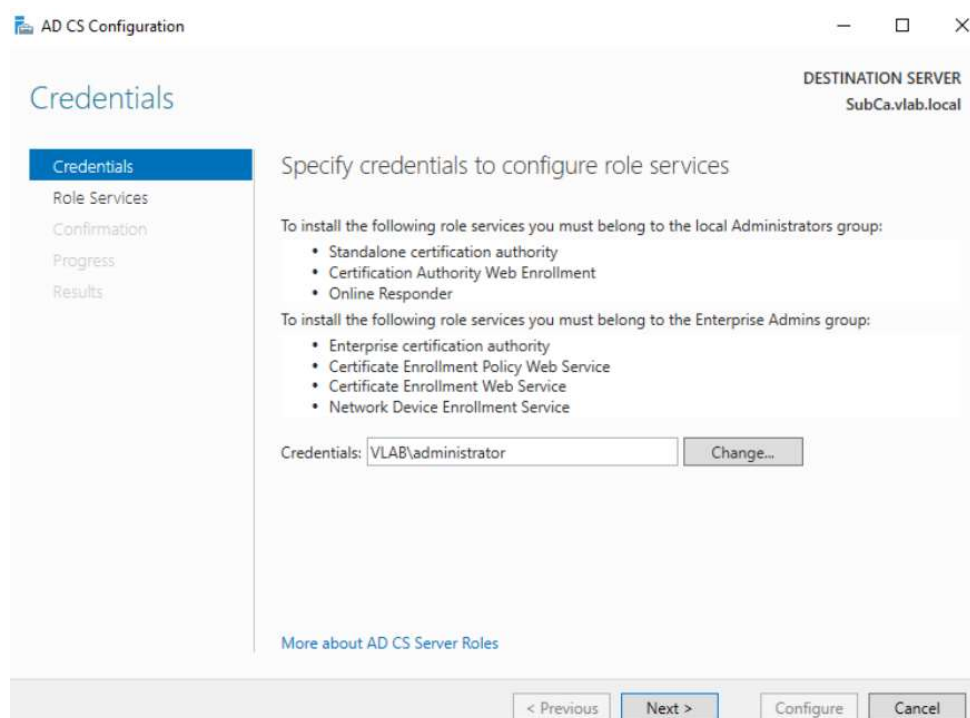 AD CS Configuration
Credentials
DESTINATION SERVER
SubCa.vlab.local
Credentials
Role Services
Confirmation
Progress
Results
Specify credentials to configure role services
To install the following role services you must belong to the local Administrators group:
• Standalone certification authority
• Certification Authority Web Enrollment
• Online Responder
To install the following role services you must belong to the Enterprise Admins group:
• Enterprise certification authority
• Certificate Enrollment Policy Web Service
• Certificate Enrollment Web Service
• Network Device Enrollment Service
Credentials: VLAB\administrator Change...
More about AD CS Server Roles
< Previous Next > Configure Cancel